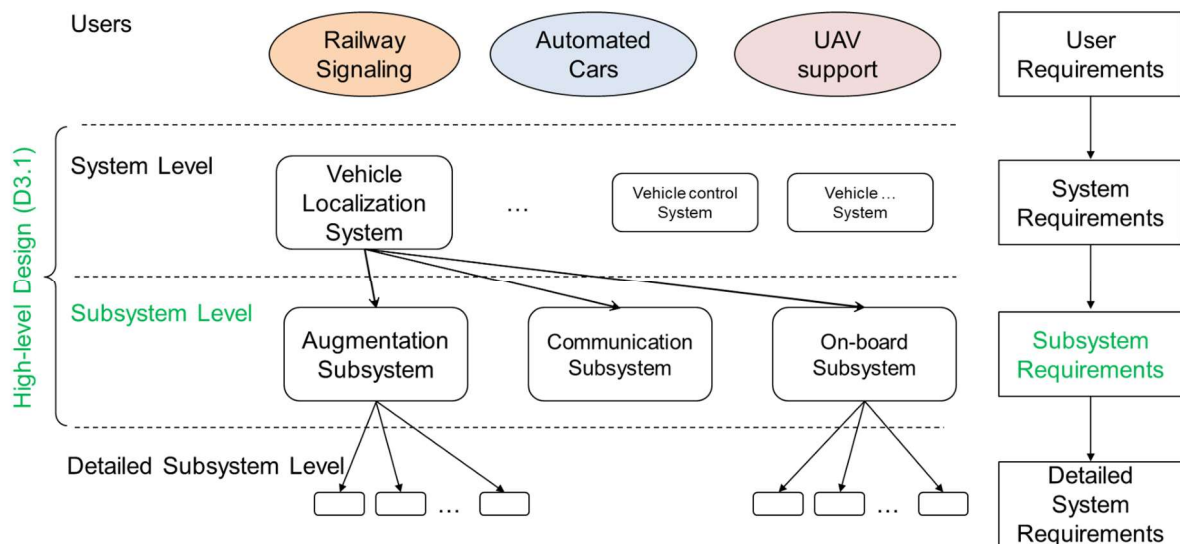 Users
Railway
Signaling
Automated
Cars
UAV
support
User
Requirements
High-level Design (D3.1)
System Level
Vehicle
Localization
System
...
Vehicle control
System
Vehicle ...
System
System
Requirements
Subsystem Level
Augmentation
Subsystem
Communication
Subsystem
On-board
Subsystem
Subsystem
Requirements
Detailed Subsystem Level
...
...
Detailed
System
Requirements